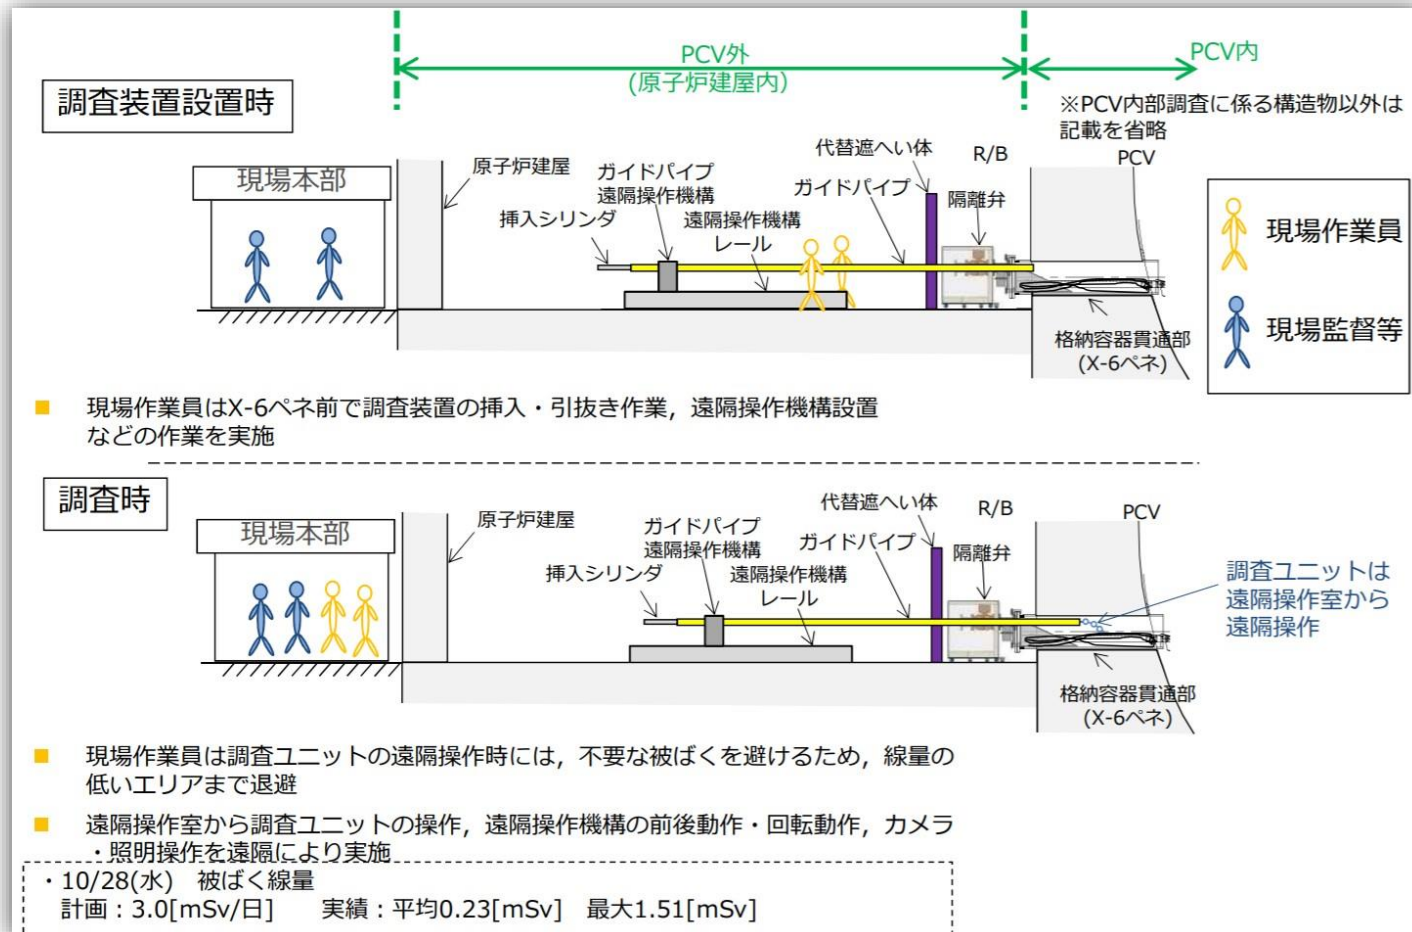 PCV外
(原子炉建屋内)
PCV内
調査装置設置時
※PCV内部調査に係る構造物以外は
記載を省略
現場本部
原子炉建屋
ガイドパイプ
遠隔操作機構
挿入シリンダ
遠隔操作機構
レール
代替遮へい体
ガイドパイプ
R/B
隔離弁
PCV
格納容器貫通部
(X-6ペネ)
現場作業員
現場監督等
■ 現場作業員はX-6ペネ前で調査装置の挿入・引抜き作業，遠隔操作機構設置
などの作業を実施
調査時
現場本部
原子炉建屋
ガイドパイプ
遠隔操作機構
挿入シリンダ
遠隔操作機構
レール
代替遮へい体
ガイドパイプ
R/B
隔離弁
PCV
調査ユニットは
遠隔操作室から
遠隔操作
格納容器貫通部
(X-6ペネ)
■ 現場作業員は調査ユニットの遠隔操作時には，不要な被ばくを避けるため，線量の
低いエリアまで退避
■ 遠隔操作室から調査ユニットの操作，遠隔操作機構の前後動作・回転動作，カメラ
・照明操作を遠隔により実施
・10/28(水) 被ばく線量
計画：3.0[mSv/日] 実績：平均0.23[mSv] 最大1.51[mSv]